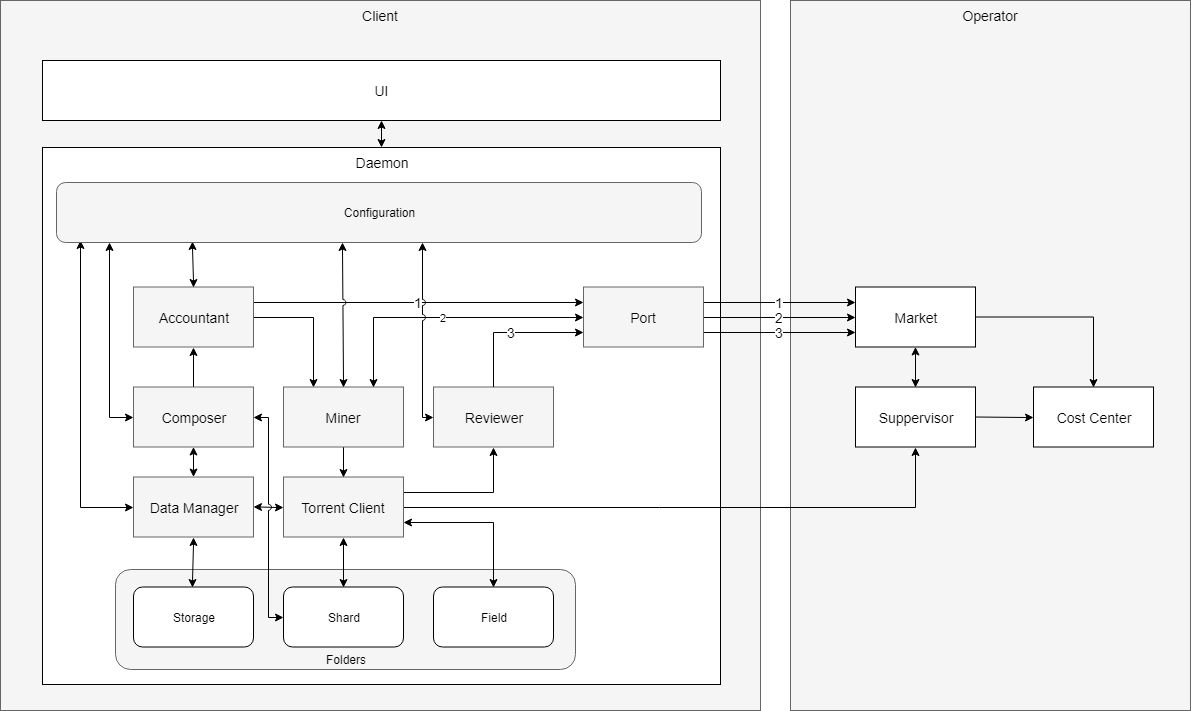 Client
Operator
UI
Daemon
Configuration
1
1
2
2
3
3
Accountant
Port
Market
Composer
Miner
Reviewer
Suppervisor
Cost Center
Data Manager
Torrent Client
Storage
Shard
Field
Folders